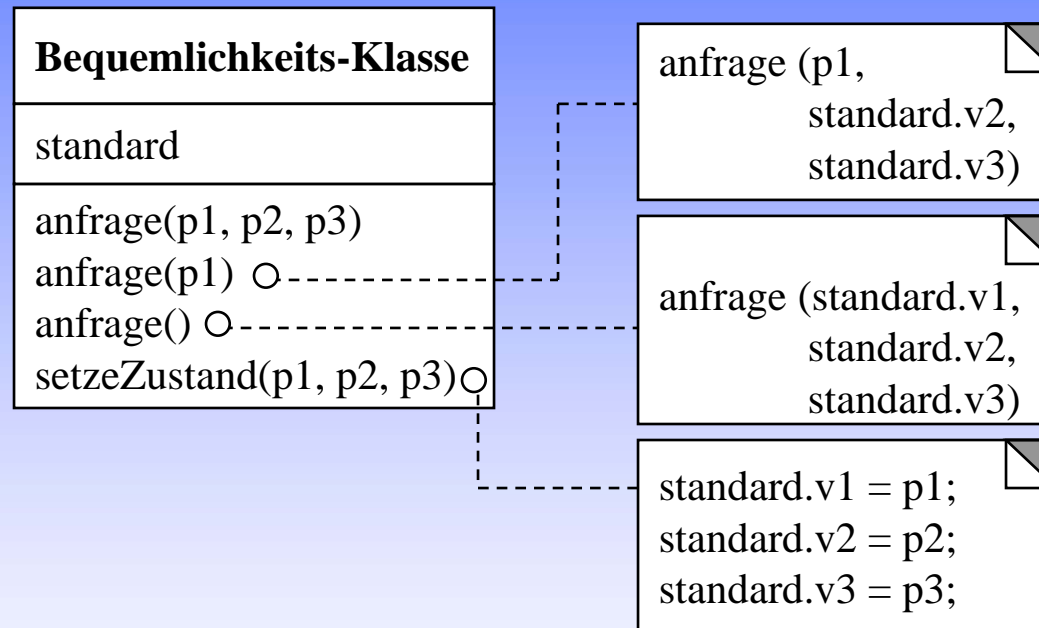 Bequemlichkeits-Klasse
standard
anfrage(p1, p2, p3)
anfrage(p1)
anfrage()
setzeZustand(p1, p2, p3)
anfrage (p1,
standard.v2,
standard.v3)
anfrage (standard.v1,
standard.v2,
standard.v3)
standard.v1 = p1;
standard.v2 = p2;
standard.v3 = p3;